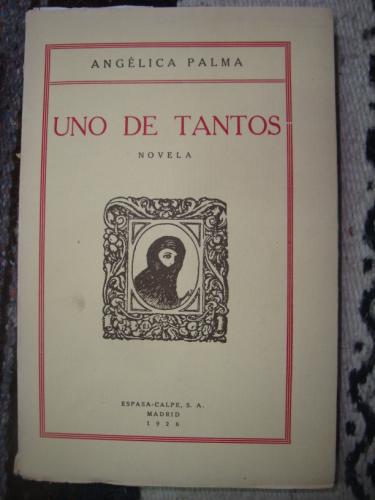 ANGÉLICA PALMA
UNO DE TANTOS
NOVELA
ESPASA-CALPE, S. A.
MADRID
1926